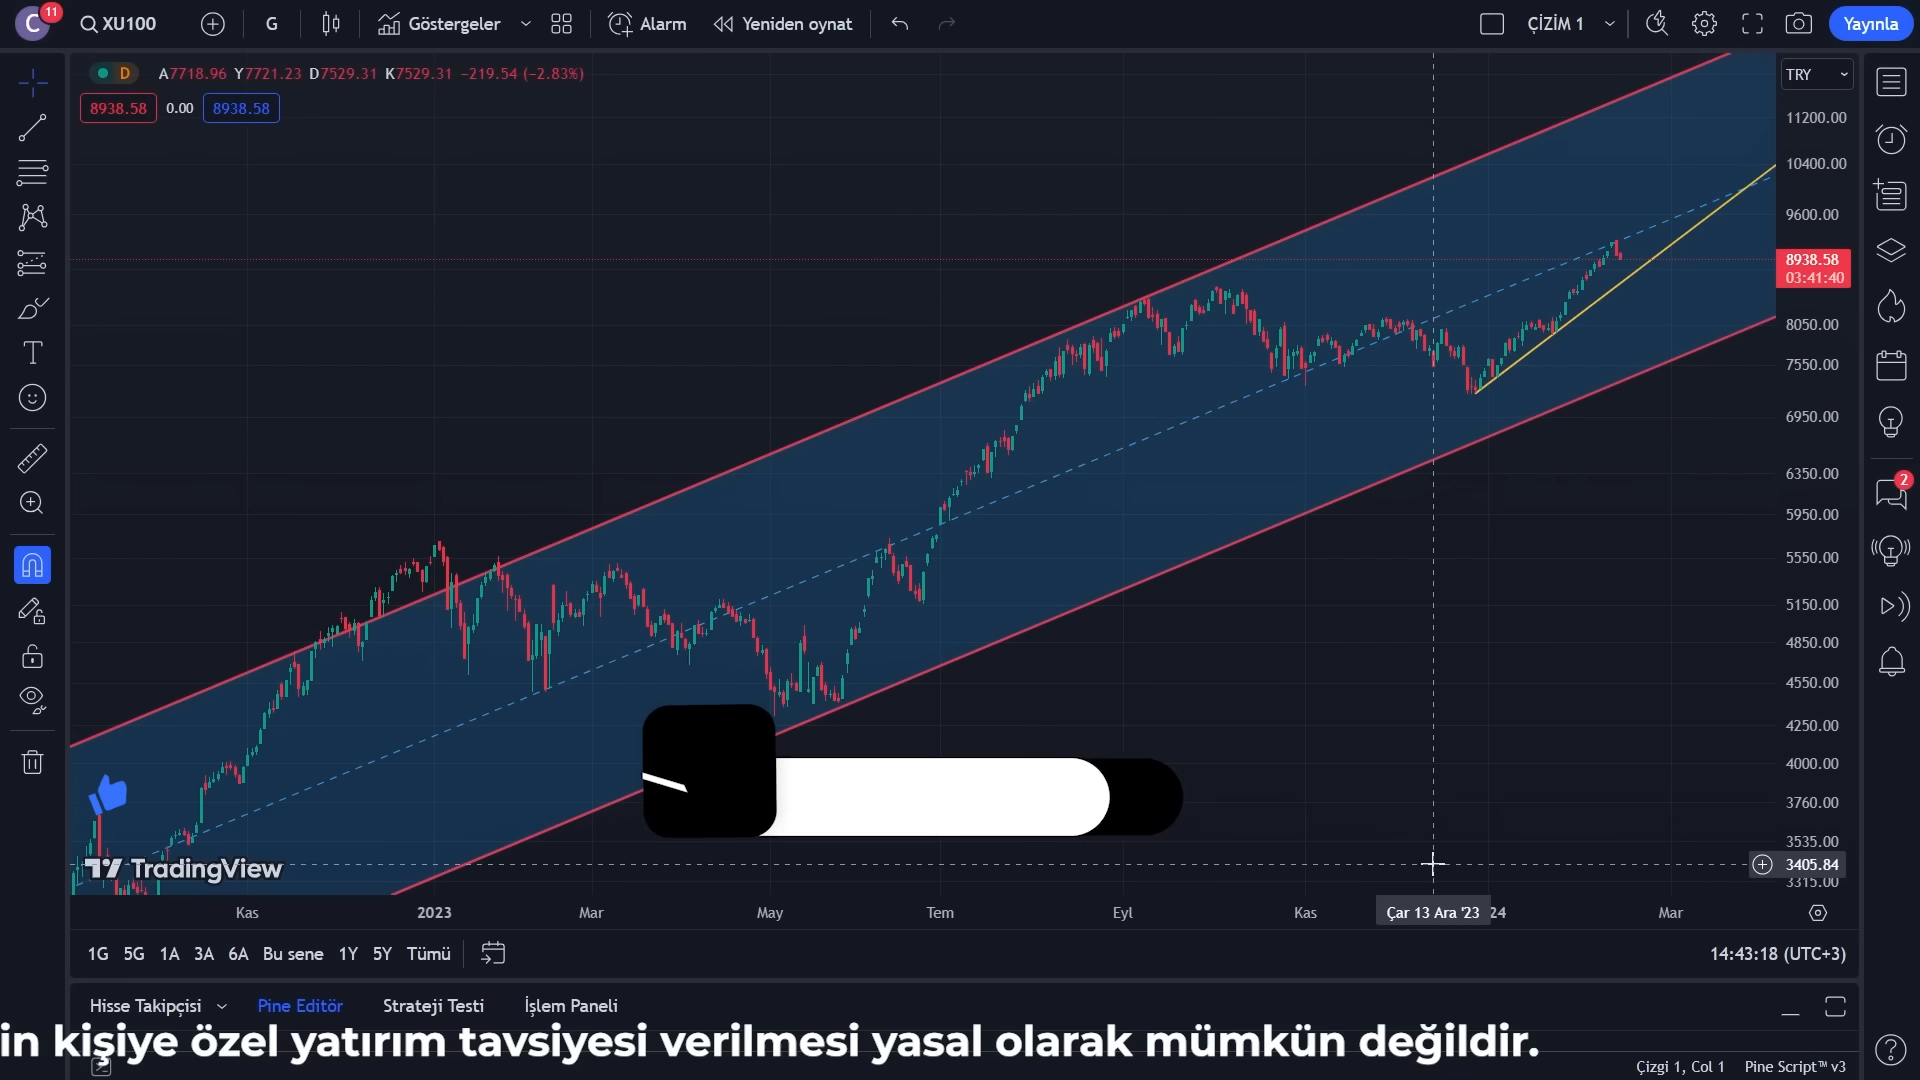 C 11 XU100 G Göstergeler Alarm Yeniden oynat ÇİZİM 1 Yayınla
D A7718.96 Y7721.23 D7529.31 K7529.31 −219.54 (−2.83%) TRY
8938.58 0.00 8938.58
11200.00
10400.00
9600.00
8938.58
03:41:40
8050.00
7550.00
6950.00
6350.00
2
5950.00
5550.00
5150.00
4850.00
4550.00
4250.00
4000.00
3760.00
3535.00
TradingView
3405.84
3315.00
Kas 2023 Mar May Tem Eyl Kas Çar 13 Ara '23 24 Mar
1G 5G 1A 3A 6A Bu sene 1Y 5Y Tümü 14:43:18 (UTC+3)
Hisse Takipçisi Pine Editör Strateji Testi İşlem Paneli
in kişiye özel yatırım tavsiyesi verilmesi yasal olarak mümkün değildir.
Çizgi 1, Col 1 Pine Script™ v3